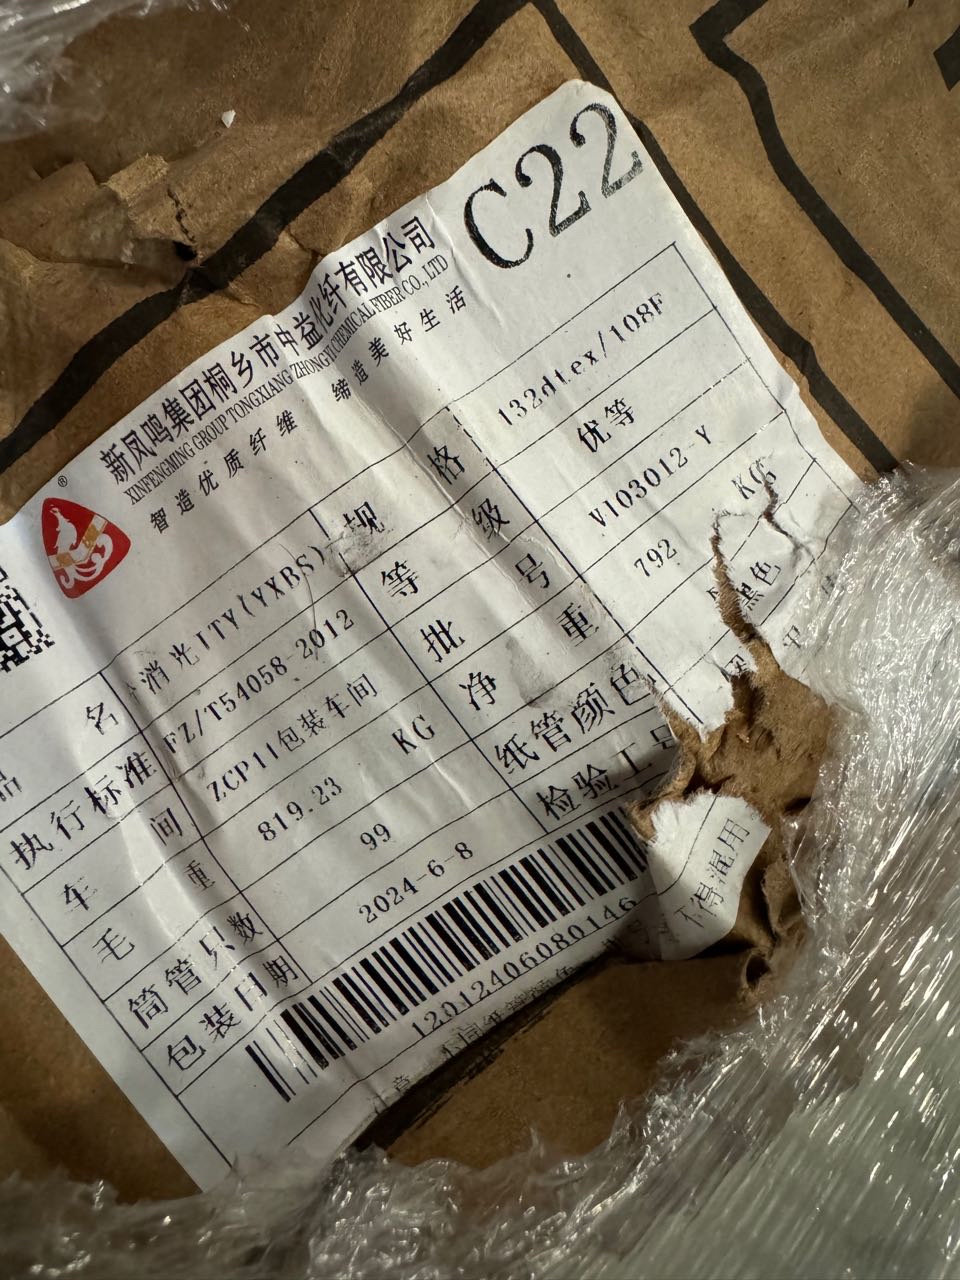 C22
新凤鸣集团桐乡市中益化纤有限公司
XINFENGMING GROUP TONGXIANG ZHONGYI CHEMICAL FIBER CO., LTD
智造优质纤维 缔造美好生活
®
品 名 消光ITY(YXBS) 规 格 132dtex/108F
执行标准 FZ/T54058-2012 等 级 优等
车 间 ZCP11包装车间 批 号 V103012-Y
毛 重 819.23 KG 净 重 792 KG
筒管只数 99 纸管颜色 黑色
包装日期 2024-6-8 检验工号
12012406080146
不得混用